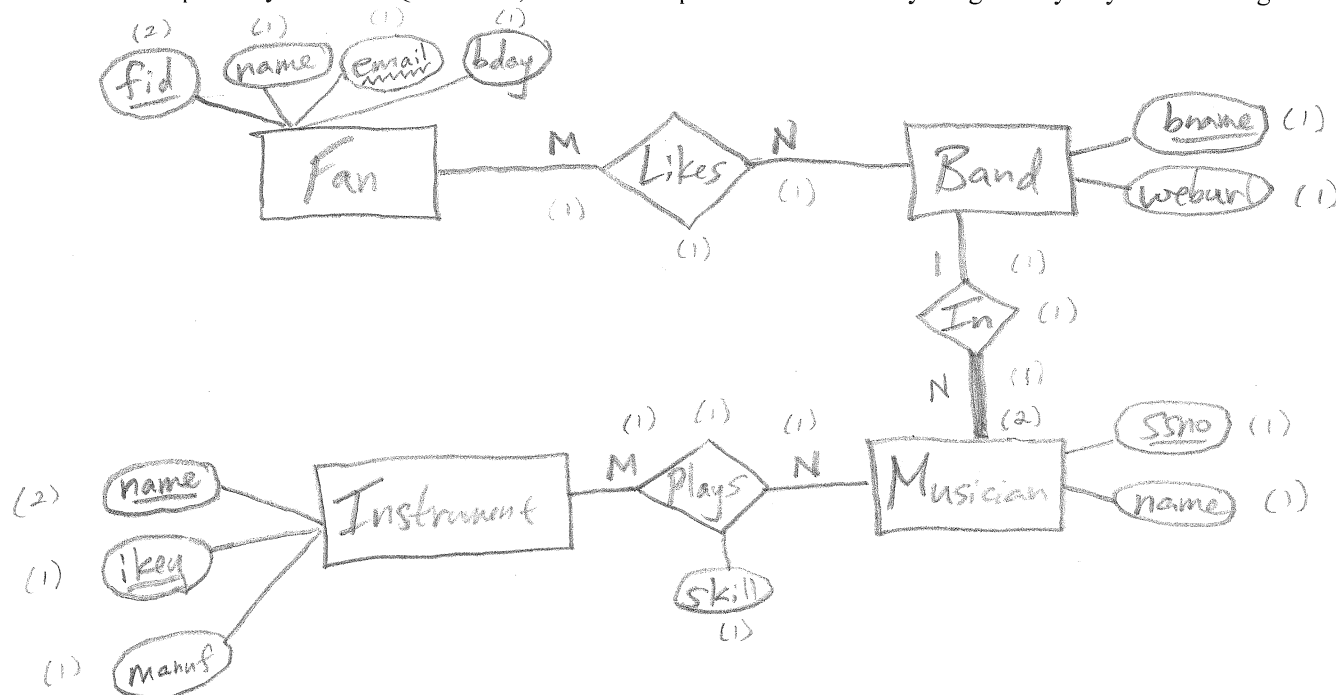 (2) (1) (1) (1)
fid name email bday
Fan M Likes N Band
(1) (1) (1)
bname (1)
weburl (1)
1 (1)
In (1)
N (1)
(2)
(1) (1) (1)
M Plays N
Instrument Musician
(2) name
(1) ikey
(1) manuf
skill
(1)
ssno (1)
name (1)